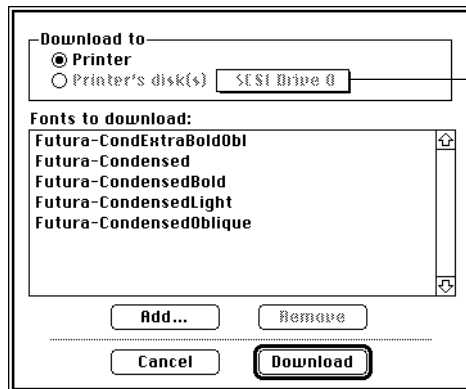 Download to
Printer
Printer's disk(s) SCSI Drive 0
Fonts to download:
Futura-CondExtraBoldObl
Futura-Condensed
Futura-CondensedBold
Futura-CondensedLight
Futura-CondensedOblique
Add... Remove
Cancel Download